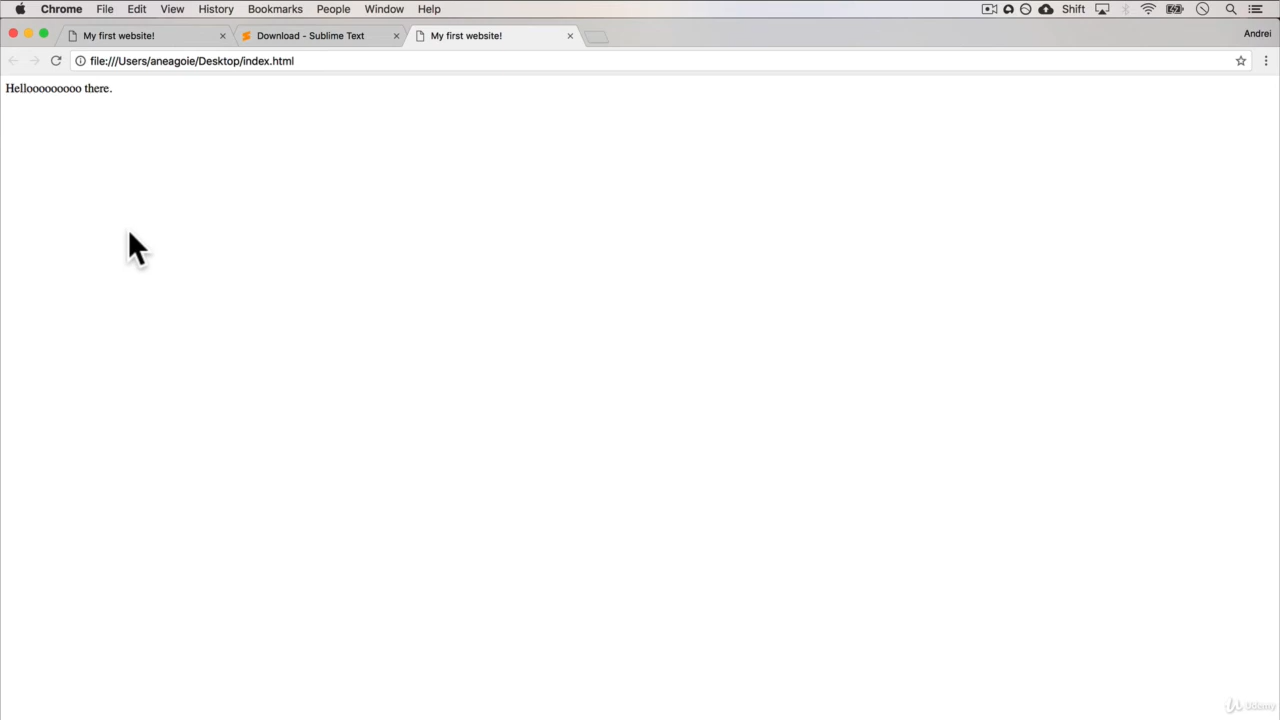 Chrome File Edit View History Bookmarks People Window Help Shift
My first website! Download - Sublime Text My first website! Andrei
file:///Users/aneagoie/Desktop/index.html
Hellooooooooo there.
ûdemy